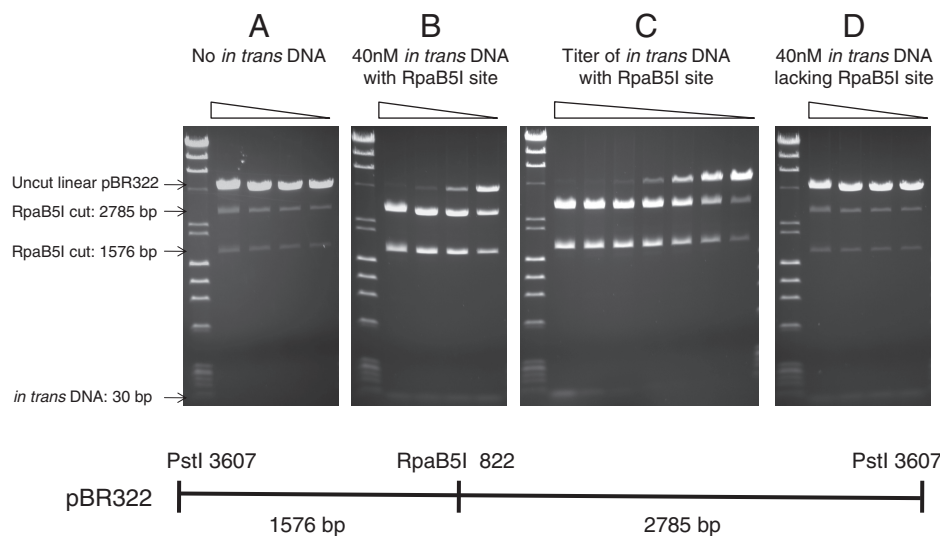 A
No in trans DNA
B
40nM in trans DNA
with RpaB5I site
C
Titer of in trans DNA
with RpaB5I site
D
40nM in trans DNA
lacking RpaB5I site
Uncut linear pBR322
RpaB5I cut: 2785 bp
RpaB5I cut: 1576 bp
in trans DNA: 30 bp
PstI 3607
RpaB5I 822
PstI 3607
pBR322
1576 bp
2785 bp